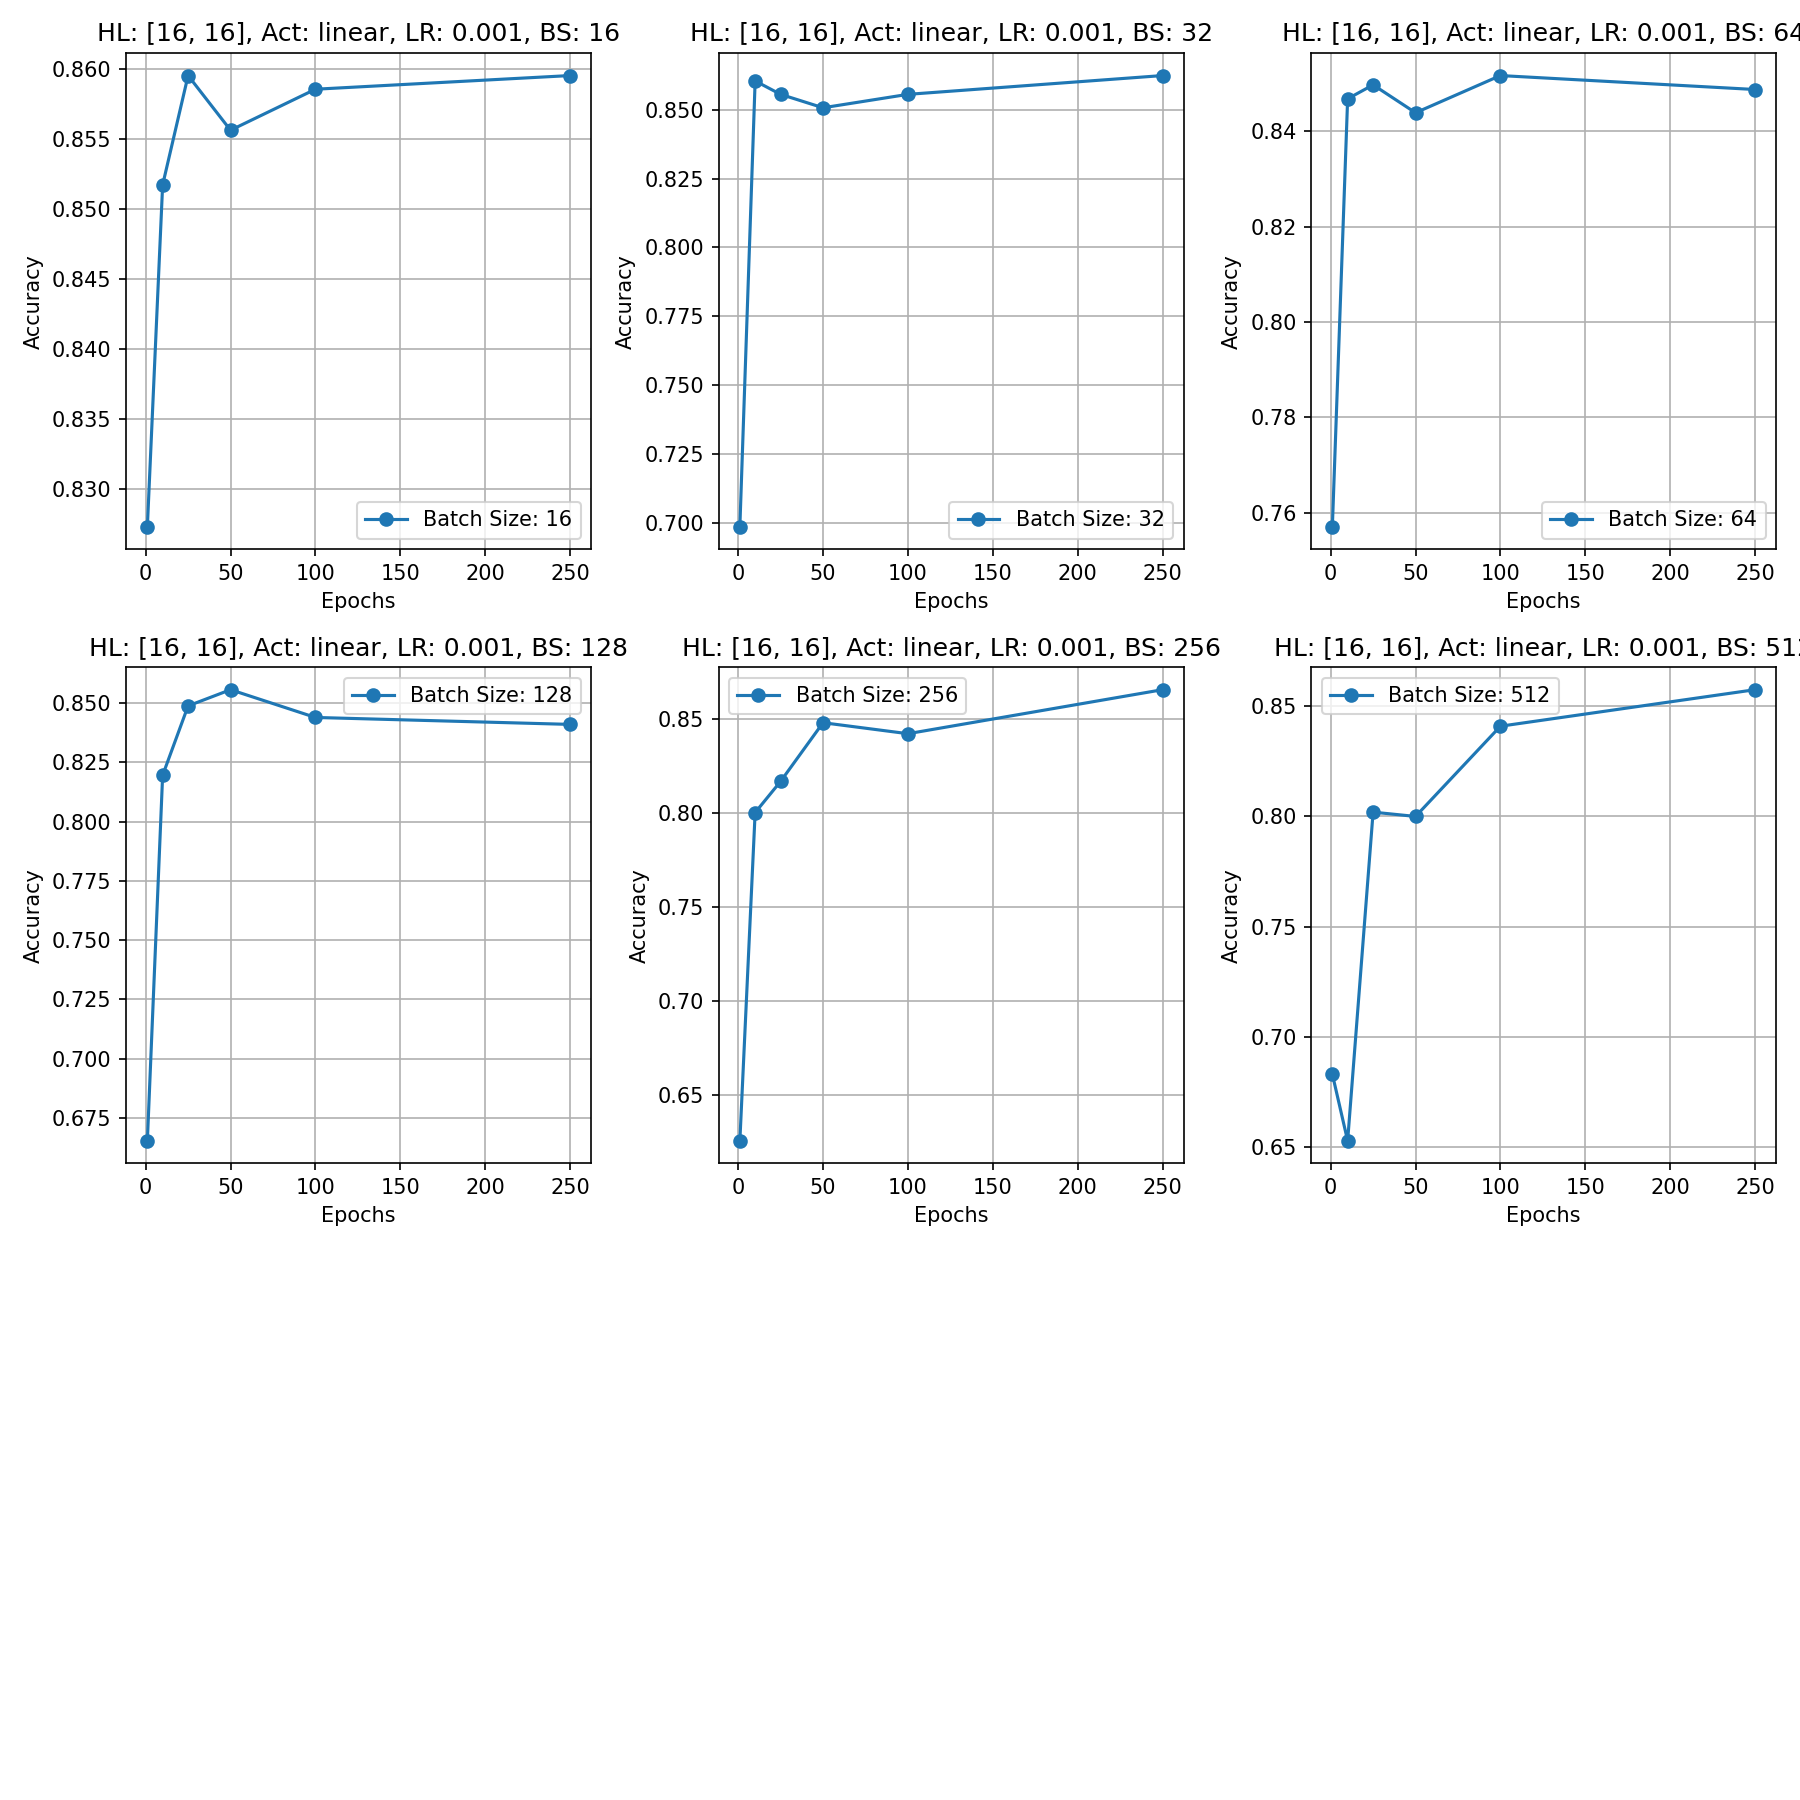 HL: [16, 16], Act: linear, LR: 0.001, BS: 16
0.860
0.855
0.850
0.845
0.840
0.835
0.830
Accuracy
Batch Size: 16
0 50 100 150 200 250
Epochs
HL: [16, 16], Act: linear, LR: 0.001, BS: 32
0.850
0.825
0.800
0.775
0.750
0.725
0.700
Accuracy
Batch Size: 32
0 50 100 150 200 250
Epochs
HL: [16, 16], Act: linear, LR: 0.001, BS: 64
0.84
0.82
0.80
0.78
0.76
Accuracy
Batch Size: 64
0 50 100 150 200 250
Epochs
HL: [16, 16], Act: linear, LR: 0.001, BS: 128
0.850
0.825
0.800
0.775
0.750
0.725
0.700
0.675
Accuracy
Batch Size: 128
0 50 100 150 200 250
Epochs
HL: [16, 16], Act: linear, LR: 0.001, BS: 256
0.85
0.80
0.75
0.70
0.65
Accuracy
Batch Size: 256
0 50 100 150 200 250
Epochs
HL: [16, 16], Act: linear, LR: 0.001, BS: 512
0.85
0.80
0.75
0.70
0.65
Accuracy
Batch Size: 512
0 50 100 150 200 250
Epochs